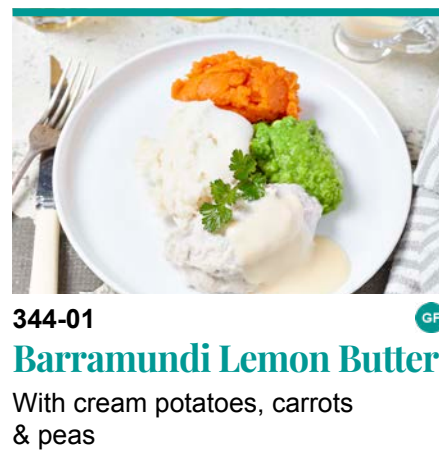 344-01
GF
Barramundi Lemon Butter
With cream potatoes, carrots
& peas